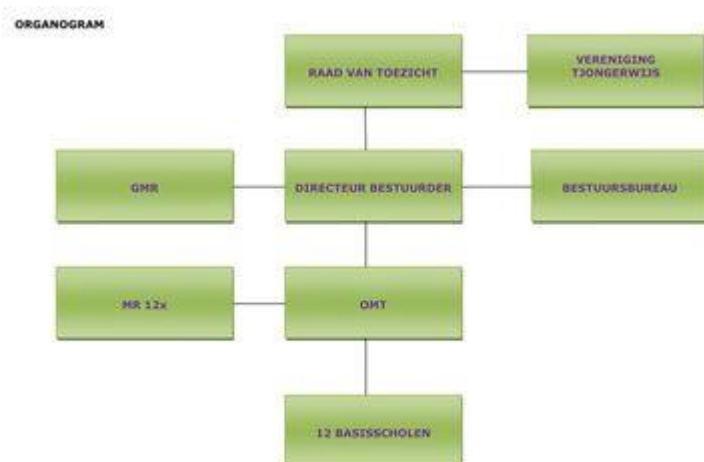 ORGANOGRAM
RAAD VAN TOEZICHT
VERENIGING
TJONGERWIJS
GMR
DIRECTEUR BESTUURDER
BESTUURSBUREAU
MR 12x
OMT
12 BASISSCHOLEN